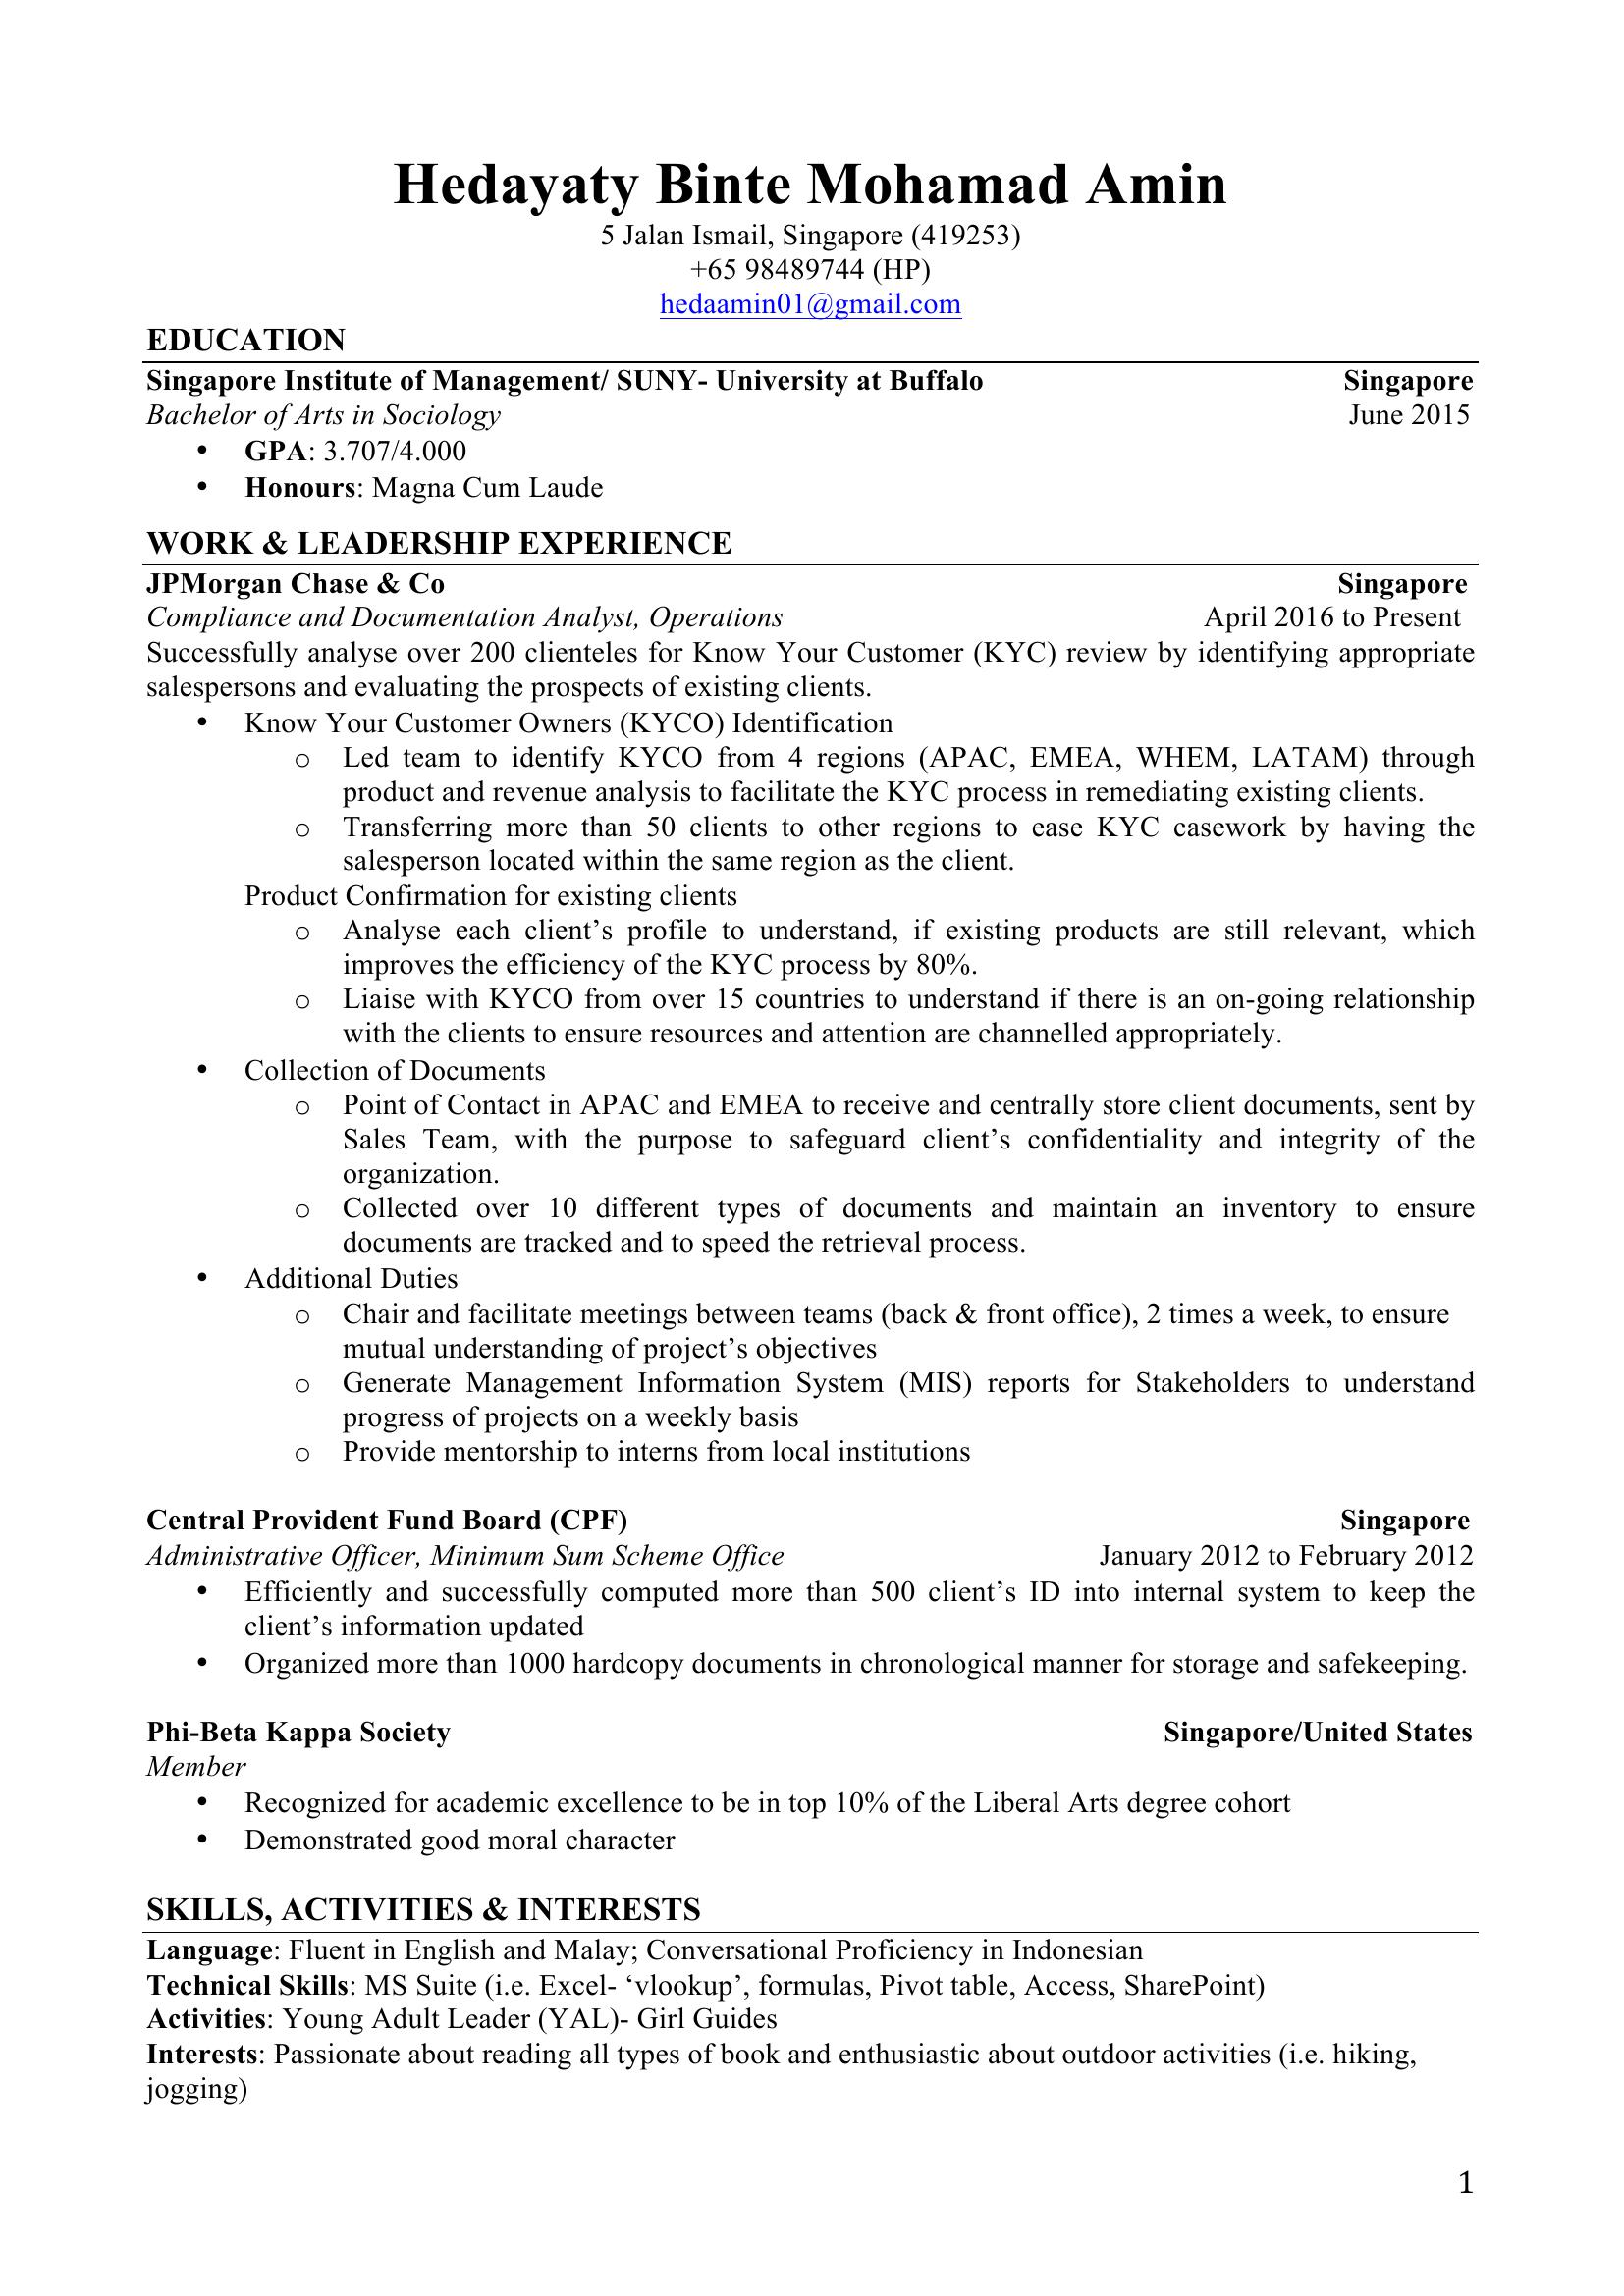 Hedayaty Binte Mohamad Amin
5 Jalan Ismail, Singapore (419253)
+65 98489744 (HP)
hedaamin01@gmail.com
EDUCATION
Singapore Institute of Management/ SUNY- University at Buffalo Singapore
Bachelor of Arts in Sociology June 2015
• GPA: 3.707/4.000
• Honours: Magna Cum Laude
WORK & LEADERSHIP EXPERIENCE
JPMorgan Chase & Co Singapore
Compliance and Documentation Analyst, Operations April 2016 to Present
Successfully analyse over 200 clienteles for Know Your Customer (KYC) review by identifying appropriate
salespersons and evaluating the prospects of existing clients.
• Know Your Customer Owners (KYCO) Identification
o Led team to identify KYCO from 4 regions (APAC, EMEA, WHEM, LATAM) through
product and revenue analysis to facilitate the KYC process in remediating existing clients.
o Transferring more than 50 clients to other regions to ease KYC casework by having the
salesperson located within the same region as the client.
Product Confirmation for existing clients
o Analyse each client’s profile to understand, if existing products are still relevant, which
improves the efficiency of the KYC process by 80%.
o Liaise with KYCO from over 15 countries to understand if there is an on-going relationship
with the clients to ensure resources and attention are channelled appropriately.
• Collection of Documents
o Point of Contact in APAC and EMEA to receive and centrally store client documents, sent by
Sales Team, with the purpose to safeguard client’s confidentiality and integrity of the
organization.
o Collected over 10 different types of documents and maintain an inventory to ensure
documents are tracked and to speed the retrieval process.
• Additional Duties
o Chair and facilitate meetings between teams (back & front office), 2 times a week, to ensure
mutual understanding of project’s objectives
o Generate Management Information System (MIS) reports for Stakeholders to understand
progress of projects on a weekly basis
o Provide mentorship to interns from local institutions
Central Provident Fund Board (CPF) Singapore
Administrative Officer, Minimum Sum Scheme Office January 2012 to February 2012
• Efficiently and successfully computed more than 500 client’s ID into internal system to keep the
client’s information updated
• Organized more than 1000 hardcopy documents in chronological manner for storage and safekeeping.
Phi-Beta Kappa Society Singapore/United States
Member
• Recognized for academic excellence to be in top 10% of the Liberal Arts degree cohort
• Demonstrated good moral character
SKILLS, ACTIVITIES & INTERESTS
Language: Fluent in English and Malay; Conversational Proficiency in Indonesian
Technical Skills: MS Suite (i.e. Excel- ‘vlookup’, formulas, Pivot table, Access, SharePoint)
Activities: Young Adult Leader (YAL)- Girl Guides
Interests: Passionate about reading all types of book and enthusiastic about outdoor activities (i.e. hiking,
jogging)
1